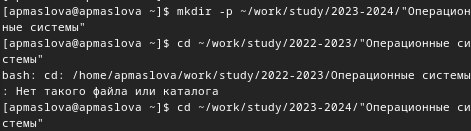 [apmaslova@apmaslova ~]$ mkdir -p ~/work/study/2023-2024/"Операцион
ные системы"
[apmaslova@apmaslova ~]$ cd ~/work/study/2022-2023/"Операционные си
стемы"
bash: cd: /home/apmaslova/work/study/2022-2023/Операционные системы
: Нет такого файла или каталога
[apmaslova@apmaslova ~]$ cd ~/work/study/2023-2024/"Операционные си
стемы"